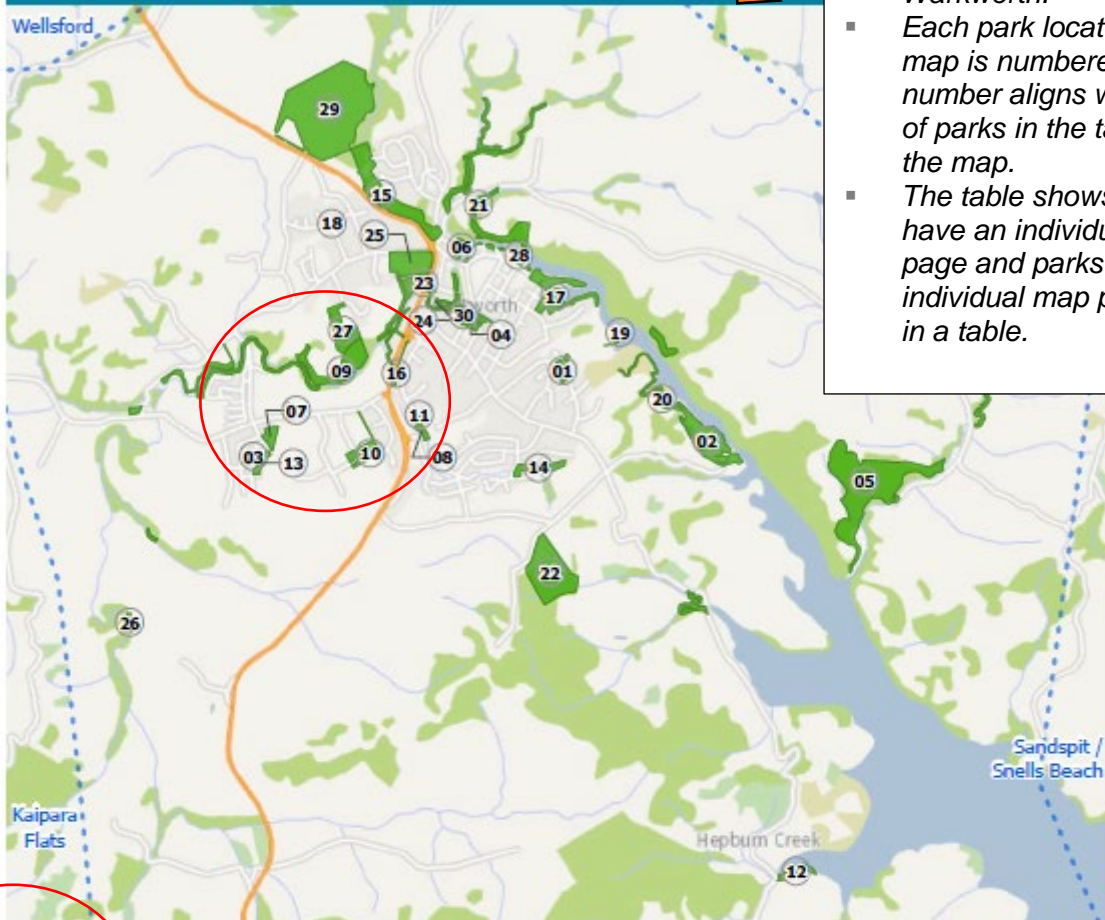 Warkworth.
▪ Each park locat
map is numbere
number aligns w
of parks in the ta
the map.
▪ The table shows
have an individu
page and parks
individual map p
in a table.
Wellsford
29
15
21
18
25
06
28
23
17
24
30
04
19
27
09
16
01
20
07
11
02
03
13
10
08
14
05
22
26
Sandspit /
Snells Beach
Kaipara
Flats
Hepburn Creek
12